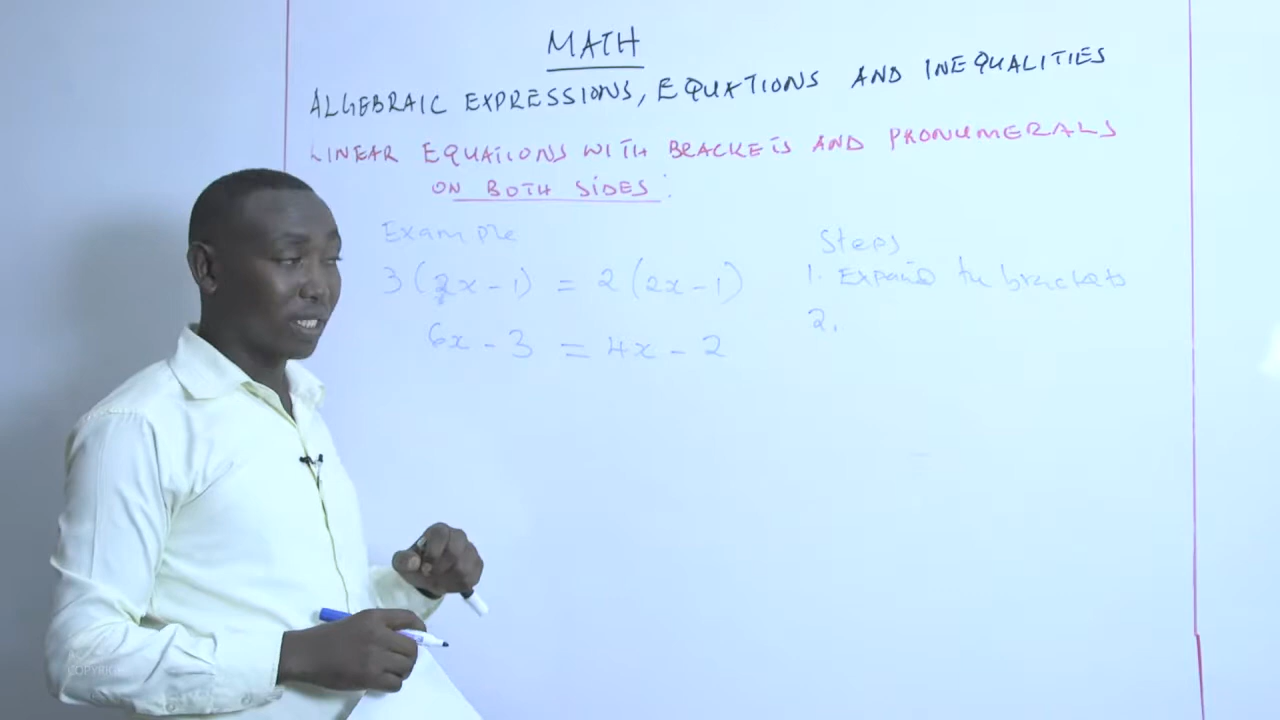 MATH
ALGEBRAIC EXPRESSIONS, EQUATIONS AND INEQUALITIES
LINEAR EQUATIONS WITH BRACKETS AND PRONUMERALS
ON BOTH SIDES:
Example
3(2x-1) = 2(2x-1)
6x-3 = 4x-2
Steps
1. Expand the brackets
2.